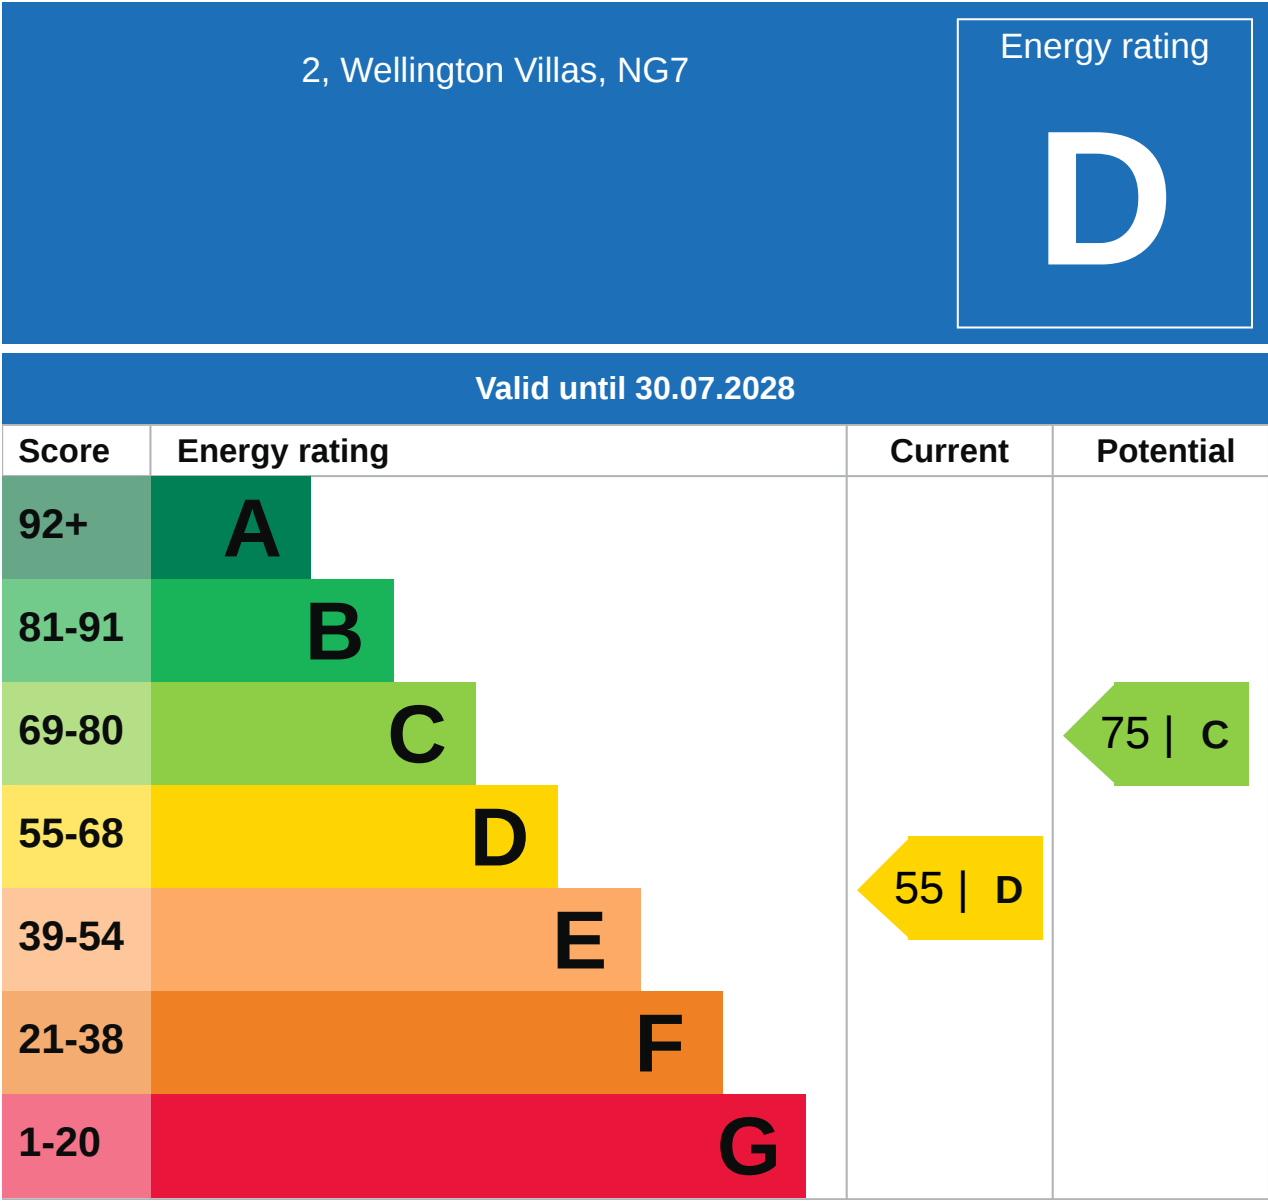 2, Wellington Villas, NG7
Energy rating
D
Valid until 30.07.2028
Score Energy rating Current Potential
92+ A
81-91 B
69-80 C
75 | C
55-68 D
55 | D
39-54 E
21-38 F
1-20 G